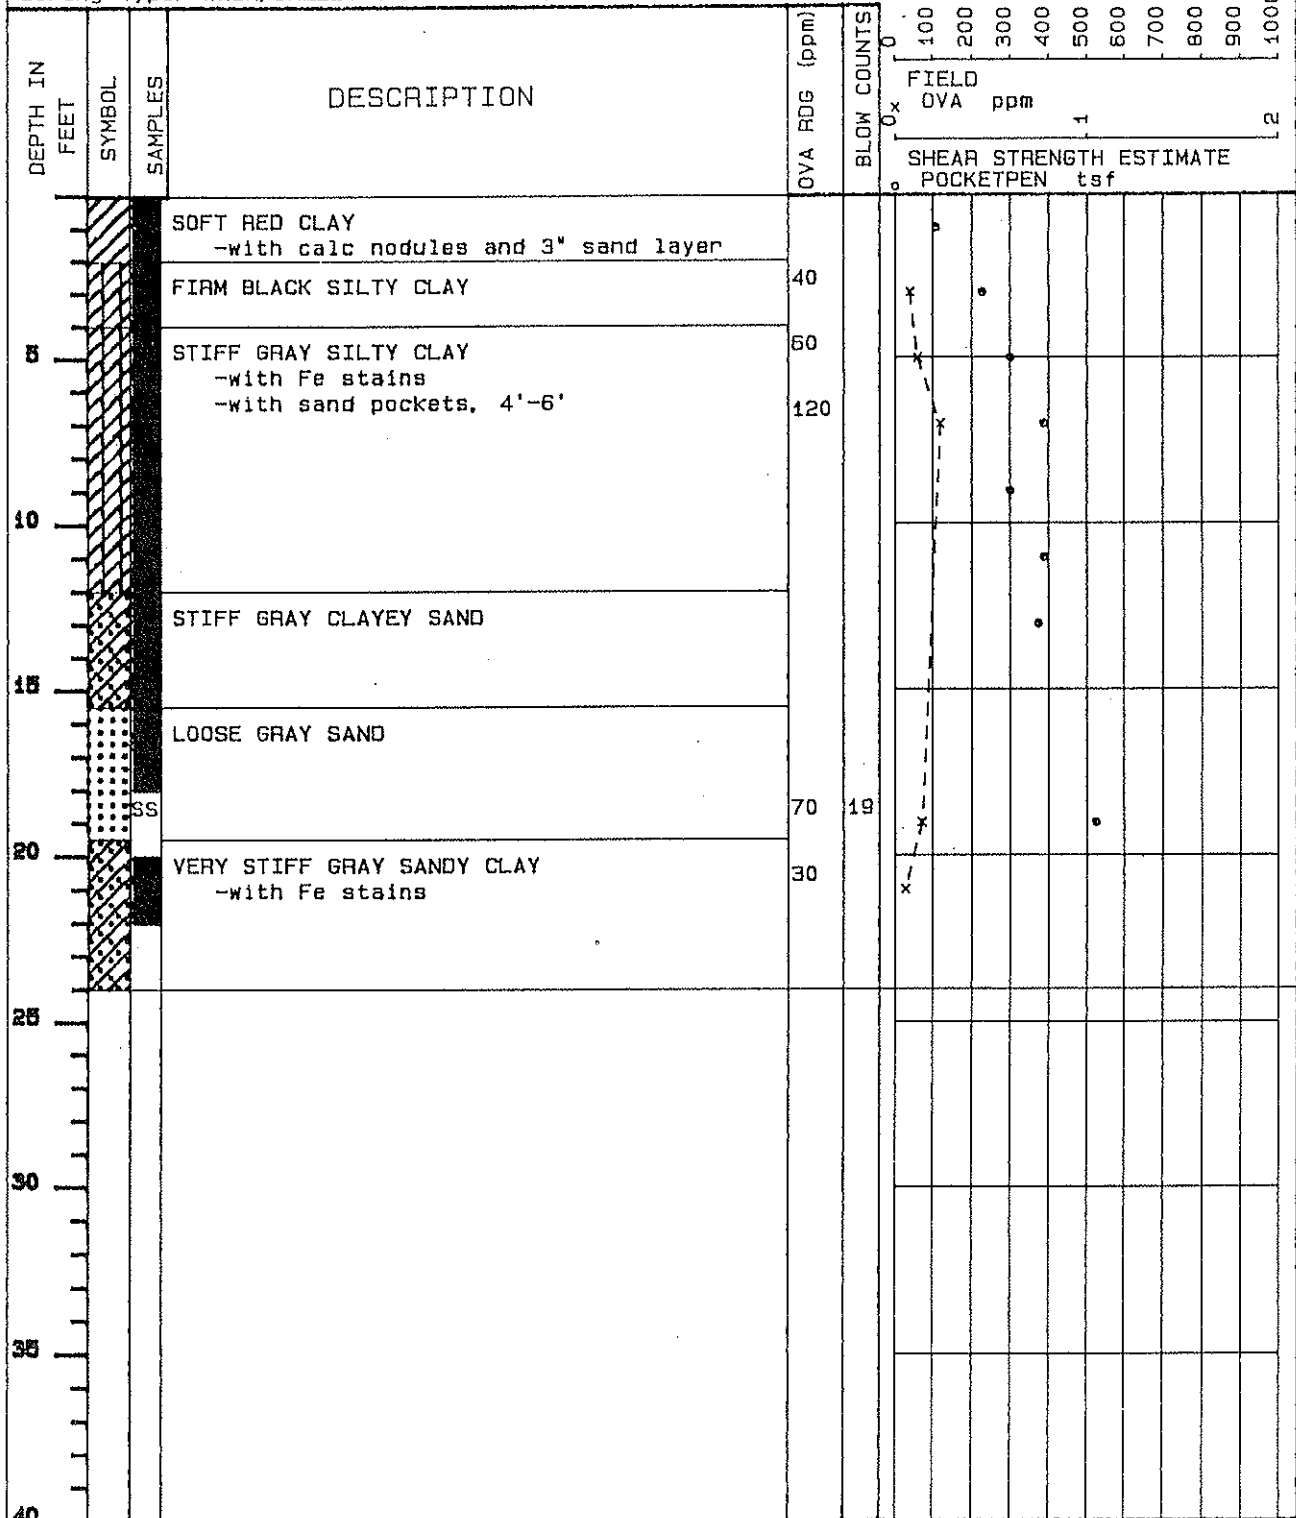 DEPTH IN FEET
SYMBOL
SAMPLES
DESCRIPTION
OVA RDG (ppm)
BLOW COUNTS
0 100 200 300 400 500 600 700 800 900
FIELD
x OVA ppm
0 1 2
SHEAR STRENGTH ESTIMATE
o POCKETPEN tsf
SOFT RED CLAY
-with calc nodules and 3" sand layer
40
FIRM BLACK SILTY CLAY
5
STIFF GRAY SILTY CLAY
60
-with Fe stains
-with sand pockets, 4'-6'
120
10
STIFF GRAY CLAYEY SAND
15
LOOSE GRAY SAND
SS
70
19
20
VERY STIFF GRAY SANDY CLAY
30
-with Fe stains
25
30
35
40